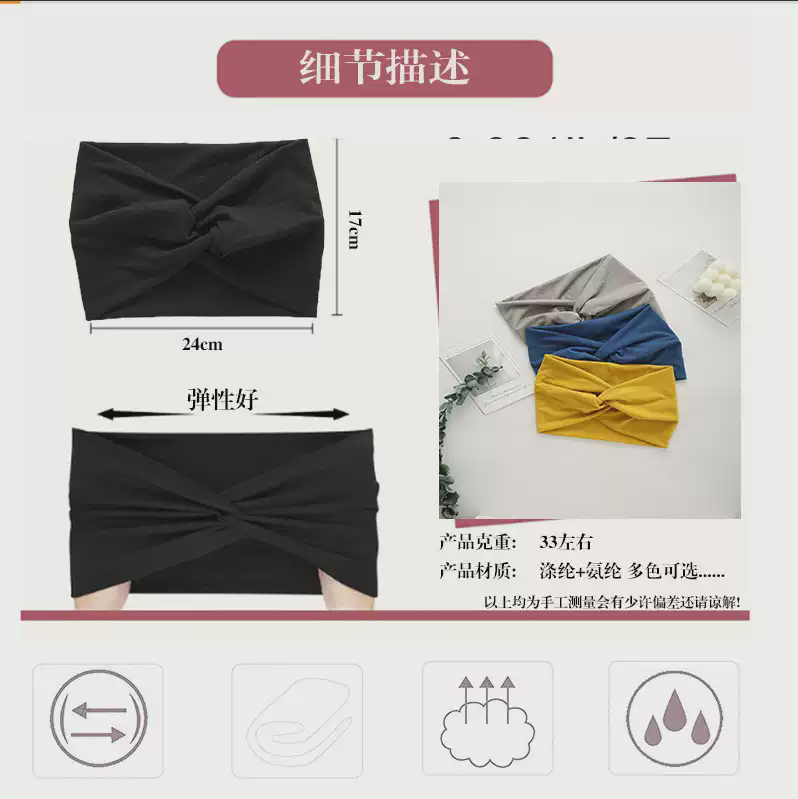 细节描述
17cm
24cm
弹性好
产品克重: 33左右
产品材质: 涤纶+氨纶 多色可选......
以上均为手工测量会有少许偏差还请谅解!